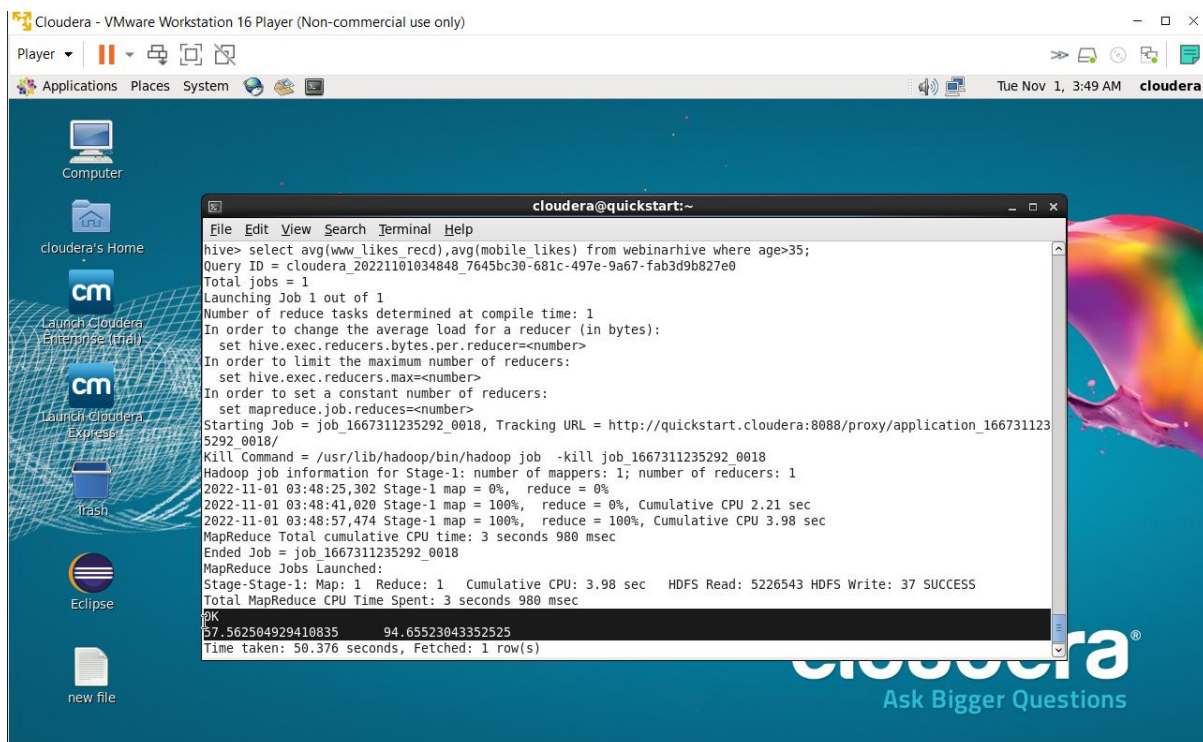 Cloudera - VMware Workstation 16 Player (Non-commercial use only)
Player
Applications Places System
Tue Nov 1, 3:49 AM cloudera
Computer
cloudera's Home
cm
Launch Cloudera
Enterprise (trial)
cm
Launch Cloudera
Express
Trash
Eclipse
new file
cloudera@quickstart:~
File Edit View Search Terminal Help
hive> select avg(www_likes_recd),avg(mobile_likes) from webinarhive where age>35;
Query ID = cloudera_20221101034848_7645bc30-681c-497e-9a67-fab3d9b827e0
Total jobs = 1
Launching Job 1 out of 1
Number of reduce tasks determined at compile time: 1
In order to change the average load for a reducer (in bytes):
  set hive.exec.reducers.bytes.per.reducer=<number>
In order to limit the maximum number of reducers:
  set hive.exec.reducers.max=<number>
In order to set a constant number of reducers:
  set mapreduce.job.reduces=<number>
Starting Job = job_1667311235292_0018, Tracking URL = http://quickstart.cloudera:8088/proxy/application_166731123
5292_0018/
Kill Command = /usr/lib/hadoop/bin/hadoop job  -kill job_1667311235292_0018
Hadoop job information for Stage-1: number of mappers: 1; number of reducers: 1
2022-11-01 03:48:25,302 Stage-1 map = 0%,  reduce = 0%
2022-11-01 03:48:41,020 Stage-1 map = 100%,  reduce = 0%, Cumulative CPU 2.21 sec
2022-11-01 03:48:57,474 Stage-1 map = 100%,  reduce = 100%, Cumulative CPU 3.98 sec
MapReduce Total cumulative CPU time: 3 seconds 980 msec
Ended Job = job_1667311235292_0018
MapReduce Jobs Launched:
Stage-Stage-1: Map: 1  Reduce: 1   Cumulative CPU: 3.98 sec   HDFS Read: 5226543 HDFS Write: 37 SUCCESS
Total MapReduce CPU Time Spent: 3 seconds 980 msec
OK
57.562504929410835	94.65523043352525
Time taken: 50.376 seconds, Fetched: 1 row(s)
cloudera®
Ask Bigger Questions